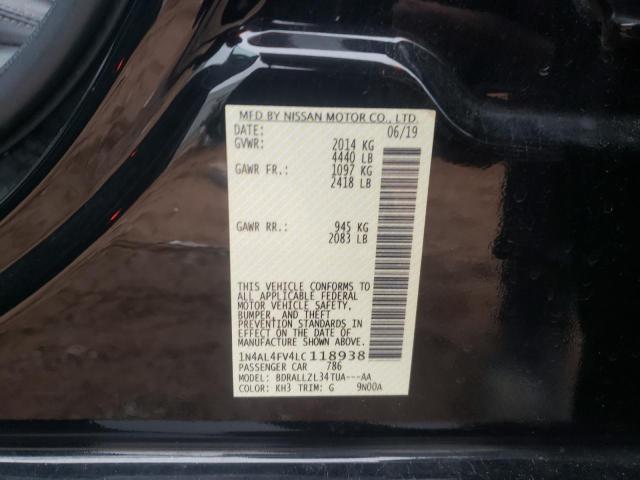 MFD BY NISSAN MOTOR CO., LTD.
DATE: 06/19
GVWR: 2014 KG
4440 LB
GAWR FR.: 1097 KG
2418 LB
GAWR RR.: 945 KG
2083 LB
THIS VEHICLE CONFORMS TO
ALL APPLICABLE FEDERAL
MOTOR VEHICLE SAFETY,
BUMPER, AND THEFT
PREVENTION STANDARDS IN
EFFECT ON THE DATE OF
MANUFACTURE SHOWN ABOVE.
1N4AL4FV4LC118938
PASSENGER CAR 786
MODEL: BDRALLZL34TUA---AA
COLOR: KH3 TRIM: G 9N00A